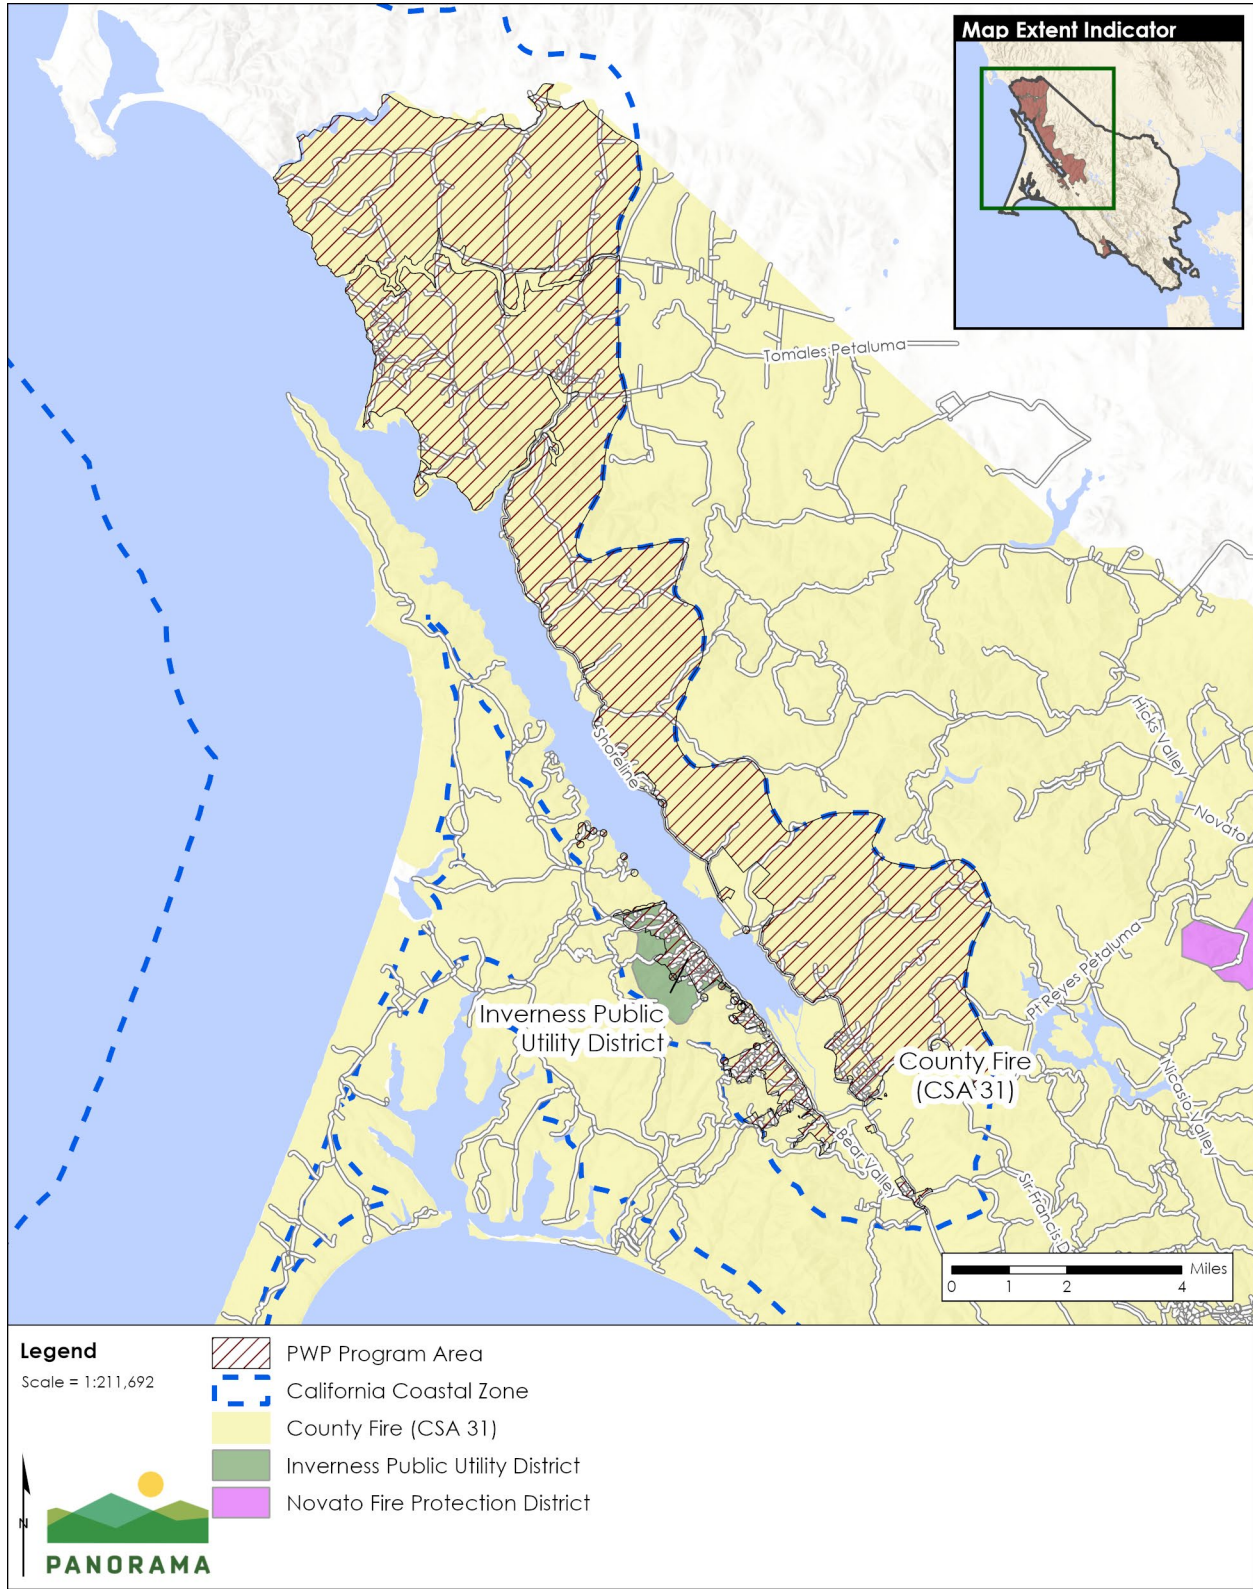 Map Extent Indicator
Tomales Petaluma
Shoreline
Hicks Valley
Novato
Pt Reyes Petaluma
Inverness Public
Utility District
County Fire
(CSA 31)
Nicasio Valley
Bear Valley
Sir Francis D
0 1 2 4 Miles
Legend
Scale = 1:211,692
PWP Program Area
California Coastal Zone
County Fire (CSA 31)
Inverness Public Utility District
Novato Fire Protection District
N
PANORAMA